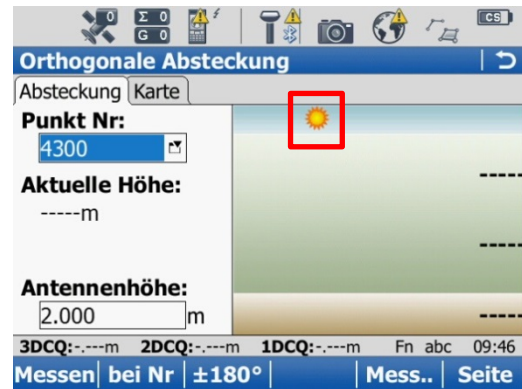 0 Σ 0
G 0
CS
Orthogonale Absteckung
Absteckung Karte
Punkt Nr:
4300
Aktuelle Höhe:
-----m
-----
-----
Antennenhöhe:
2.000 m
-----
3DCQ:-.---m 2DCQ:-.---m 1DCQ:-.---m Fn abc 09:46
Messen bei Nr ±180° Mess.. Seite